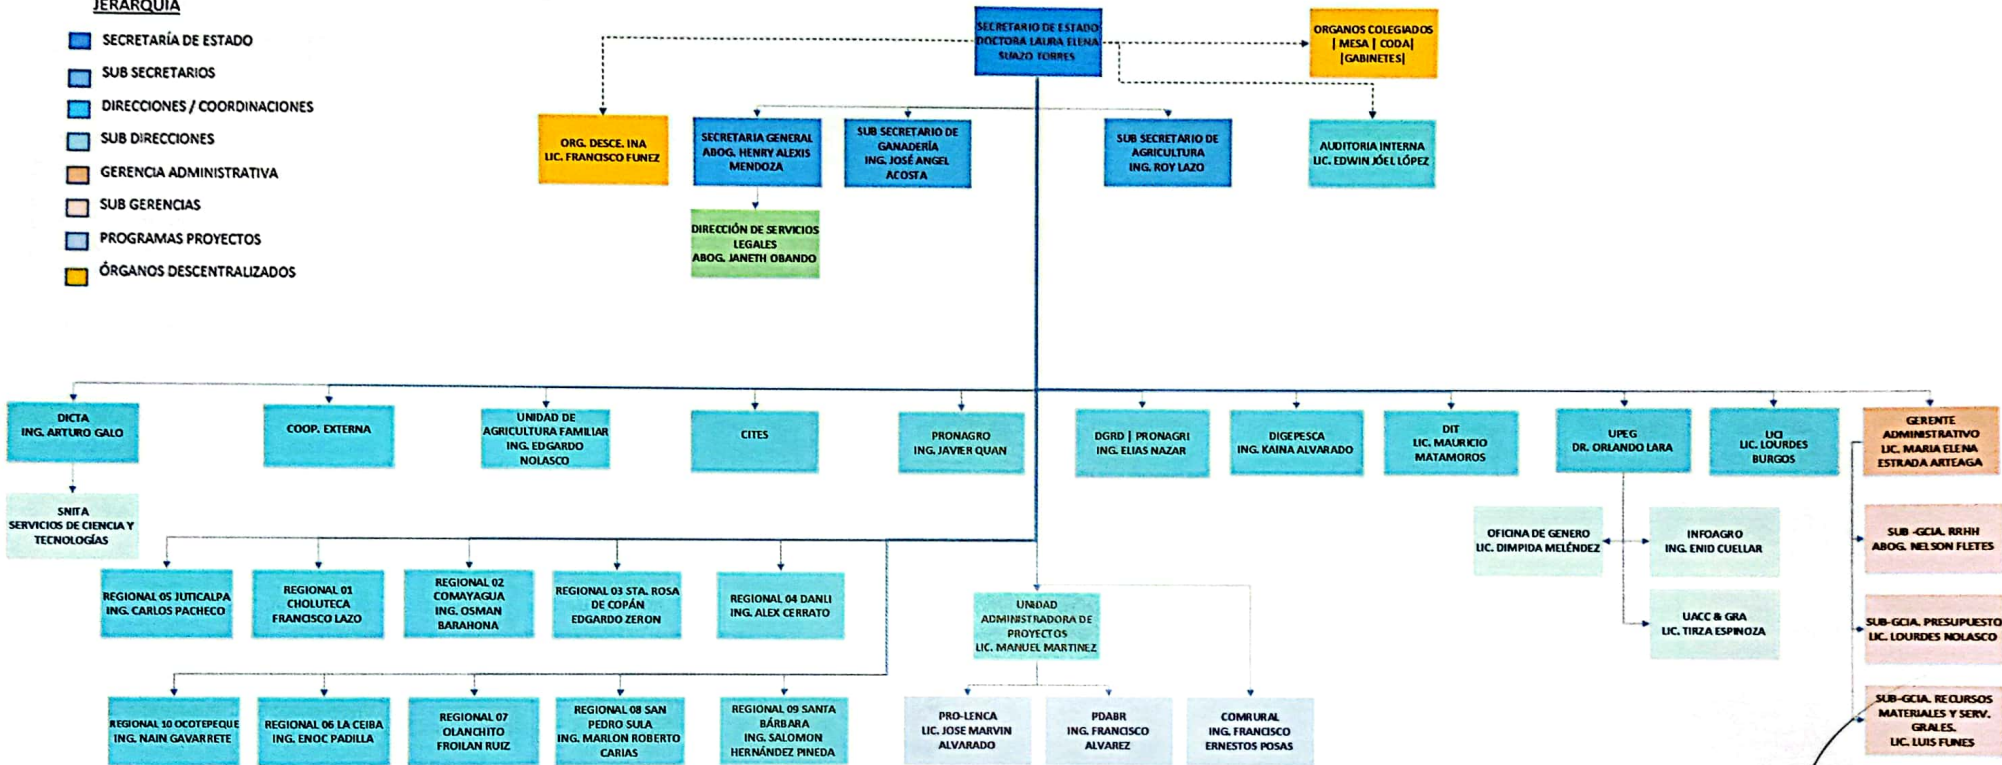 JERARQUIA
SECRETARÍA DE ESTADO
SUB SECRETARIOS
DIRECCIONES / COORDINACIONES
SUB DIRECCIONES
GERENCIA ADMINISTRATIVA
SUB GERENCIAS
PROGRAMAS PROYECTOS
ÓRGANOS DESCENTRALIZADOS
SECRETARIO DE ESTADO
DOCTORA LAURA ELENA
SUAZO TORRES
ORGANOS COLEGIADOS
| MESA | CODA|
|GABINETES|
ORG. DESCE. INA
LIC. FRANCISCO FUNEZ
SECRETARIA GENERAL
ABOG. HENRY ALEXIS
MENDOZA
SUB SECRETARIO DE
GANADERÍA
ING. JOSÉ ANGEL
ACOSTA
SUB SECRETARIO DE
AGRICULTURA
ING. ROY LAZO
AUDITORIA INTERNA
LIC. EDWIN JÓEL LÓPEZ
DIRECCIÓN DE SERVICIOS
LEGALES
ABOG. JANETH OBANDO
DICTA
ING. ARTURO GALO
COOP. EXTERNA
UNIDAD DE
AGRICULTURA FAMILIAR
ING. EDGARDO
NOLASCO
CITES
PRONAGRO
ING. JAVIER QUAN
DGRD | PRONAGRI
ING. ELIAS NAZAR
DIGEPESCA
ING. KAINA ALVARADO
DIT
LIC. MAURICIO
MATAMOROS
UPEG
DR. ORLANDO LARA
UCI
LIC. LOURDES
BURGOS
GERENTE
ADMINISTRATIVO
LIC. MARIA ELENA
ESTRADA ARTEAGA
SNITA
SERVICIOS DE CIENCIA Y
TECNOLOGÍAS
OFICINA DE GENERO
LIC. DIMPIDA MELÉNDEZ
INFOAGRO
ING. ENID CUELLAR
SUB -GCIA. RRHH
ABOG. NELSON FLETES
REGIONAL 05 JUTICALPA
ING. CARLOS PACHECO
REGIONAL 01
CHOLUTECA
FRANCISCO LAZO
REGIONAL 02
COMAYAGUA
ING. OSMAN
BARAHONA
REGIONAL 03 STA. ROSA
DE COPÁN
EDGARDO ZERON
REGIONAL 04 DANLI
ING. ALEX CERRATO
UNIDAD
ADMINISTRADORA DE
PROYECTOS
LIC. MANUEL MARTINEZ
UACC & GRA
LIC. TIRZA ESPINOZA
SUB-GCIA. PRESUPUESTO
LIC. LOURDES NOLASCO
REGIONAL 10 OCOTEPEQUE
ING. NAIN GAVARRETE
REGIONAL 06 LA CEIBA
ING. ENOC PADILLA
REGIONAL 07
OLANCHITO
FROILAN RUIZ
REGIONAL 08 SAN
PEDRO SULA
ING. MARLON ROBERTO
CARIAS
REGIONAL 09 SANTA
BÁRBARA
ING. SALOMON
HERNÁNDEZ PINEDA
PRO-LENCA
LIC. JOSE MARVIN
ALVARADO
PDABR
ING. FRANCISCO
ALVAREZ
COMRURAL
ING. FRANCISCO
ERNESTOS POSAS
SUB-GCIA. RECURSOS
MATERIALES Y SERV.
GRALES.
LIC. LUIS FUNES